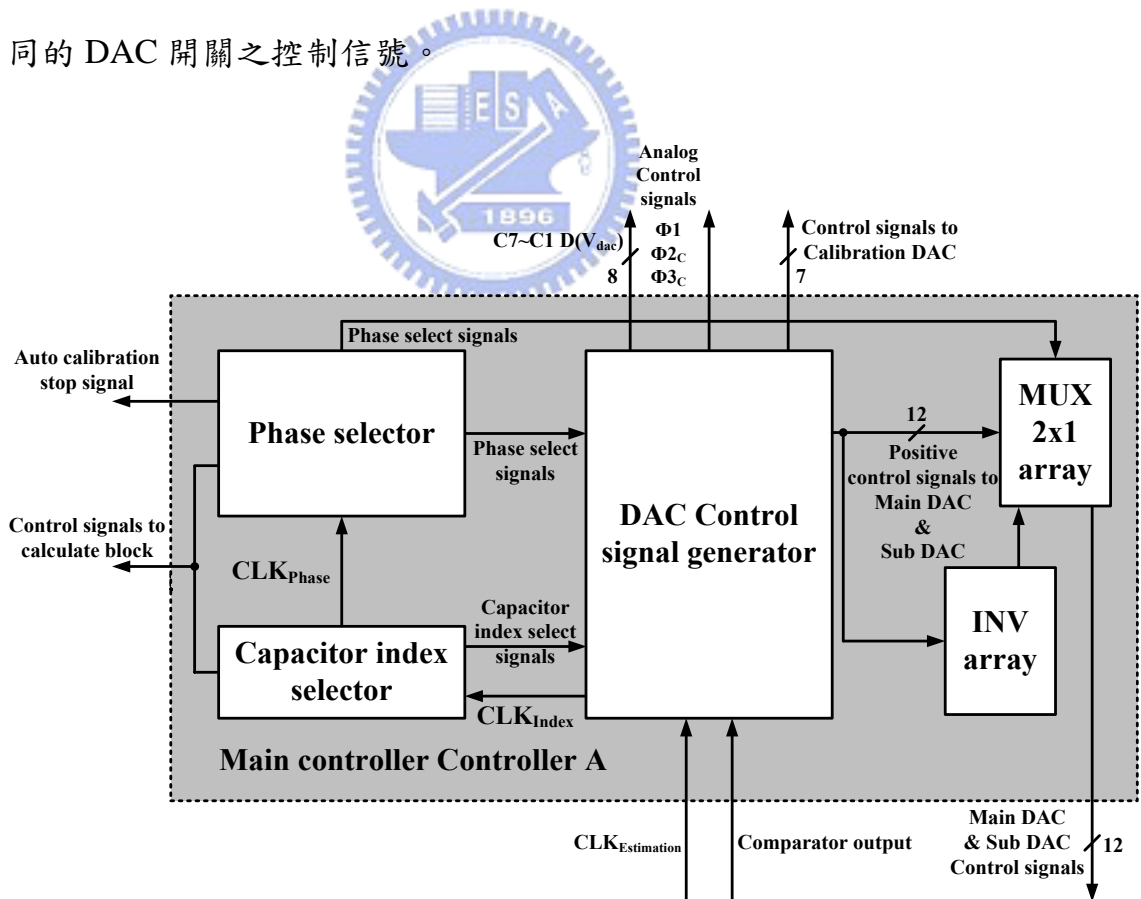 同的 DAC 開關之控制信號。
ESA
1896
Analog
Control
signals
C7~C1 D(Vdac)
8
Φ1
Φ2C
Φ3C
Control signals to
Calibration DAC
7
Phase select signals
Auto calibration
stop signal
Phase selector
Phase select
signals
DAC Control
signal generator
12
Positive
control signals to
Main DAC
&
Sub DAC
MUX
2x1
array
Control signals to
calculate block
CLKPhase
Capacitor index
selector
Capacitor
index select
signals
CLKIndex
INV
array
Main controller Controller A
CLKEstimation
Comparator output
Main DAC
& Sub DAC
Control signals
12